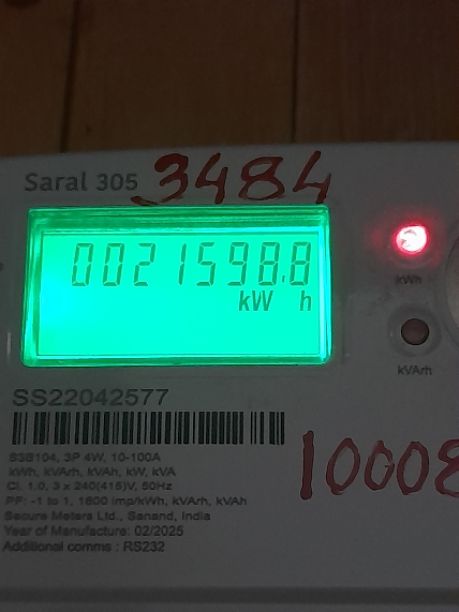 Saral 305 3484
0021598.8
kW h
kWh
kVArh
SS22042577
S3B104, 3P 4W, 10-100A
kWh, kVArh, kVAh, kW, kVA
Cl. 1.0, 3 x 240(415)V, 50Hz
PF: -1 to 1, 1600 imp/kWh, kVArh, kVAh
Secure Meters Ltd., Sanand, India
Year of Manufacture: 02/2025
Additional comms : RS232
10008